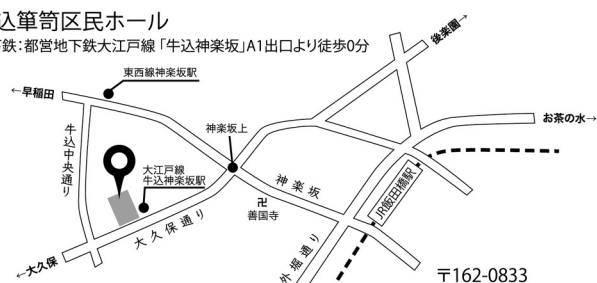 込箪笥区民ホール
鉄：都営地下鉄大江戸線 「牛込神楽坂」A1出口より徒歩0分
後楽園→
東西線神楽坂駅
←早稲田
お茶の水→
神楽坂上
牛込中央通り
大江戸線
牛込神楽坂駅
神楽坂
JR飯田橋駅
卍
善国寺
大久保通り
外堀通り
←大久保
〒162-0833